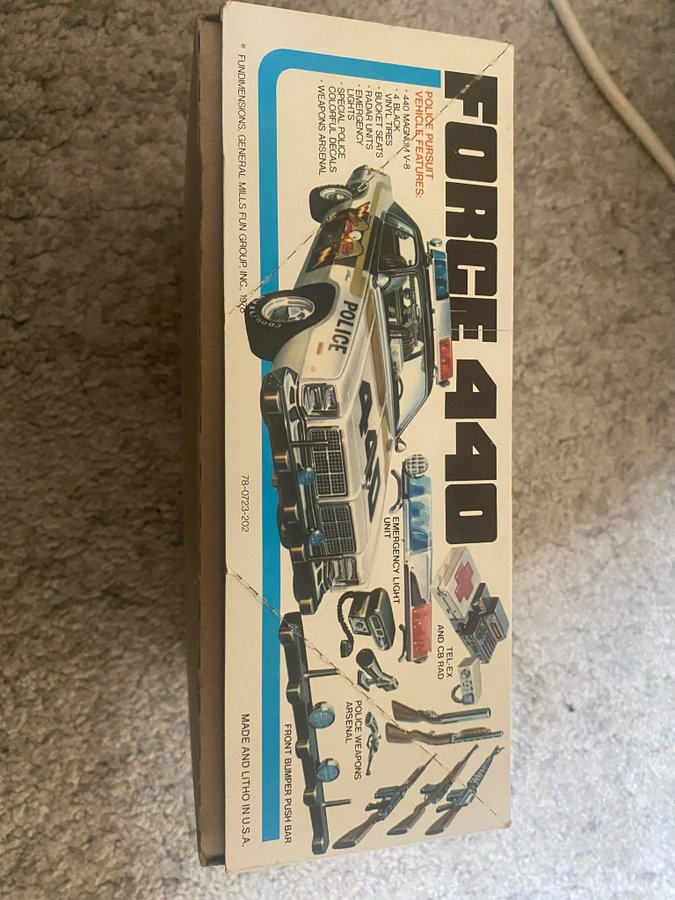 FORCE 440
POLICE PURSUIT
VEHICLE, FEATURES:
• 440 MAGNUM V-8
• 4 BLACK
VINYL TIRES
• BUCKET SEATS
• RADAR UNITS
• EMERGENCY
LIGHTS
• SPECIAL POLICE
COLORFUL DECALS
• WEAPONS ARSENAL
POLICE
440
EMERGENCY LIGHT
UNIT
TEL-EX
AND CB RAD
POLICE WEAPONS
ARSENAL
FRONT BUMPER PUSH BAR
© FUNDIMENSIONS, GENERAL MILLS FUN GROUP, INC., 1978
78-0723-202
MADE AND LITHO IN U.S.A.